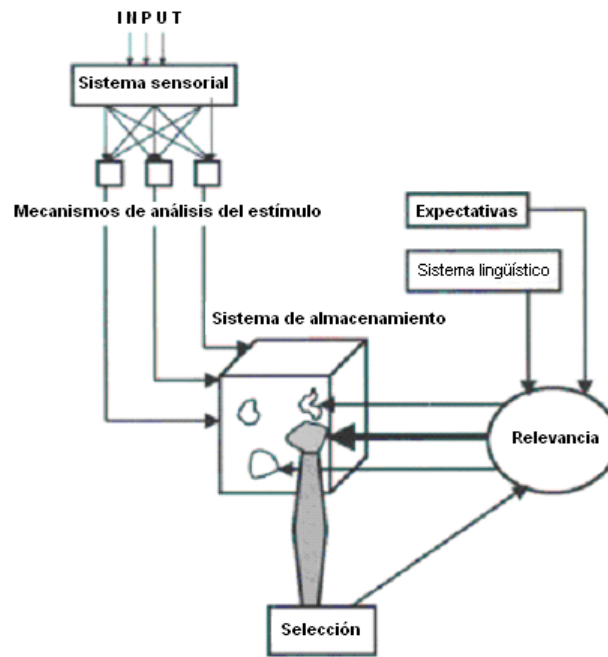 INPUT
Sistema sensorial
Mecanismos de análisis del estímulo
Expectativas
Sistema lingüístico
Sistema de almacenamiento
Relevancia
Selección